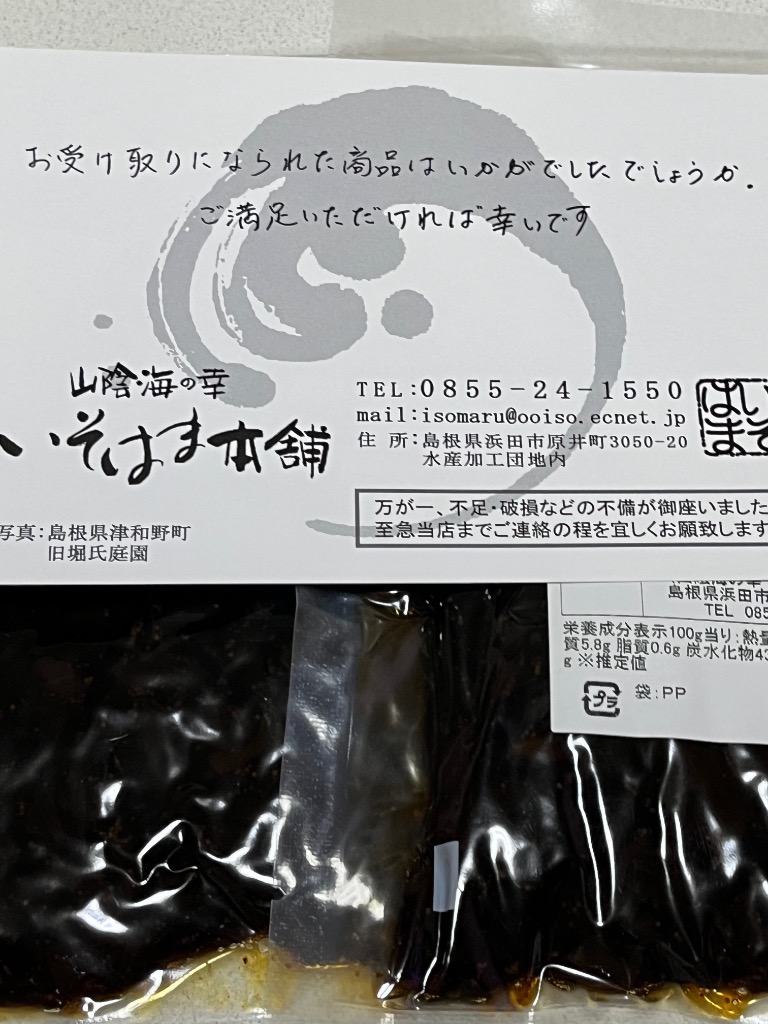 お受け取りになられた商品はいかがでしたでしょうか.
ご満足いただければ幸いです
山陰・海の幸
いそはま本舗
TEL:0855-24-1550
mail:isomaru@ooiso.ecnet.jp
住 所:島根県浜田市原井町3050-20
水産加工団地内
はい
まそ
万が一、不足・破損などの不備が御座いました
至急当店までご連絡の程を宜しくお願致します
写真:島根県津和野町
旧堀氏庭園
島根県浜田市
TEL 085
栄養成分表示100g当り:熱量
質5.8g 脂質0.6g 炭水化物43
g ※推定値
プラ 袋:PP